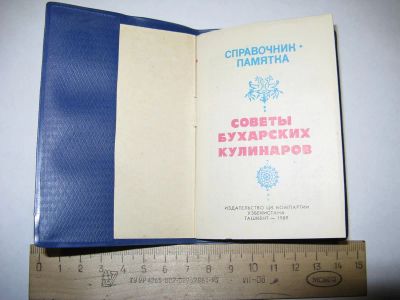 СПРАВОЧНИК-
ПАМЯТКА
СОВЕТЫ
БУХАРСКИХ
КУЛИНАРОВ
ИЗДАТЕЛЬСТВО ЦК КОМПАРТИИ
УЗБЕКИСТАНА
ТАШКЕНТ — 1989
0 1 2 3 4 5 6 7 8 9 10 11 12 13 14 15